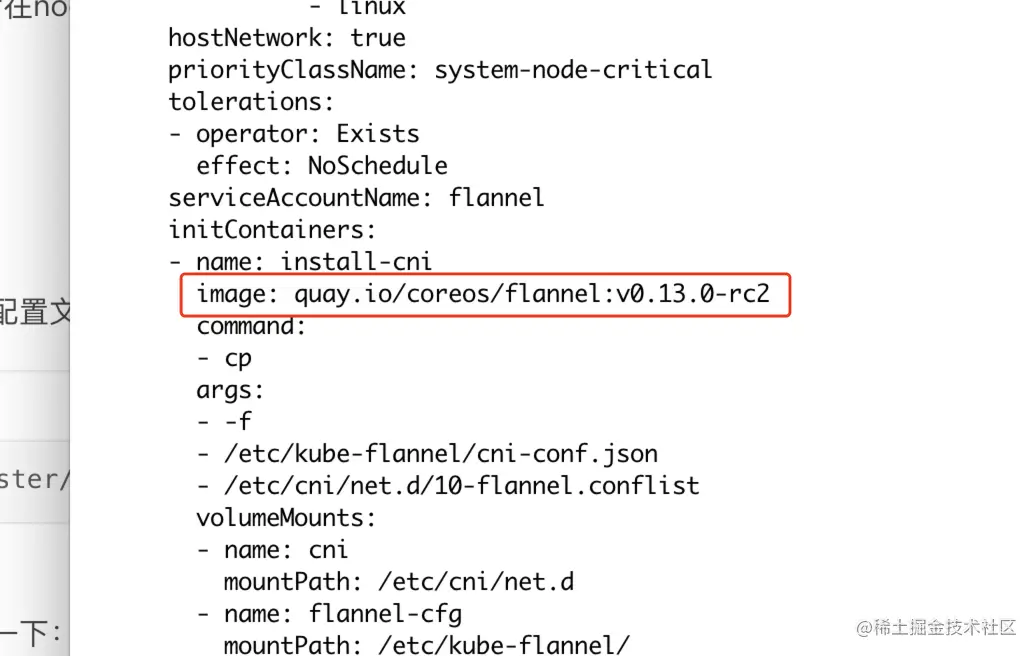 在no
- linux
hostNetwork: true
priorityClassName: system-node-critical
tolerations:
- operator: Exists
effect: NoSchedule
serviceAccountName: flannel
initContainers:
- name: install-cni
image: quay.io/coreos/flannel:v0.13.0-rc2
配置文
command:
- cp
args:
- -f
- /etc/kube-flannel/cni-conf.json
ster/
- /etc/cni/net.d/10-flannel.conflist
volumeMounts:
- name: cni
mountPath: /etc/cni/net.d
- name: flannel-cfg
一下：
mountPath: /etc/kube-flannel/
@稀土掘金技术社区